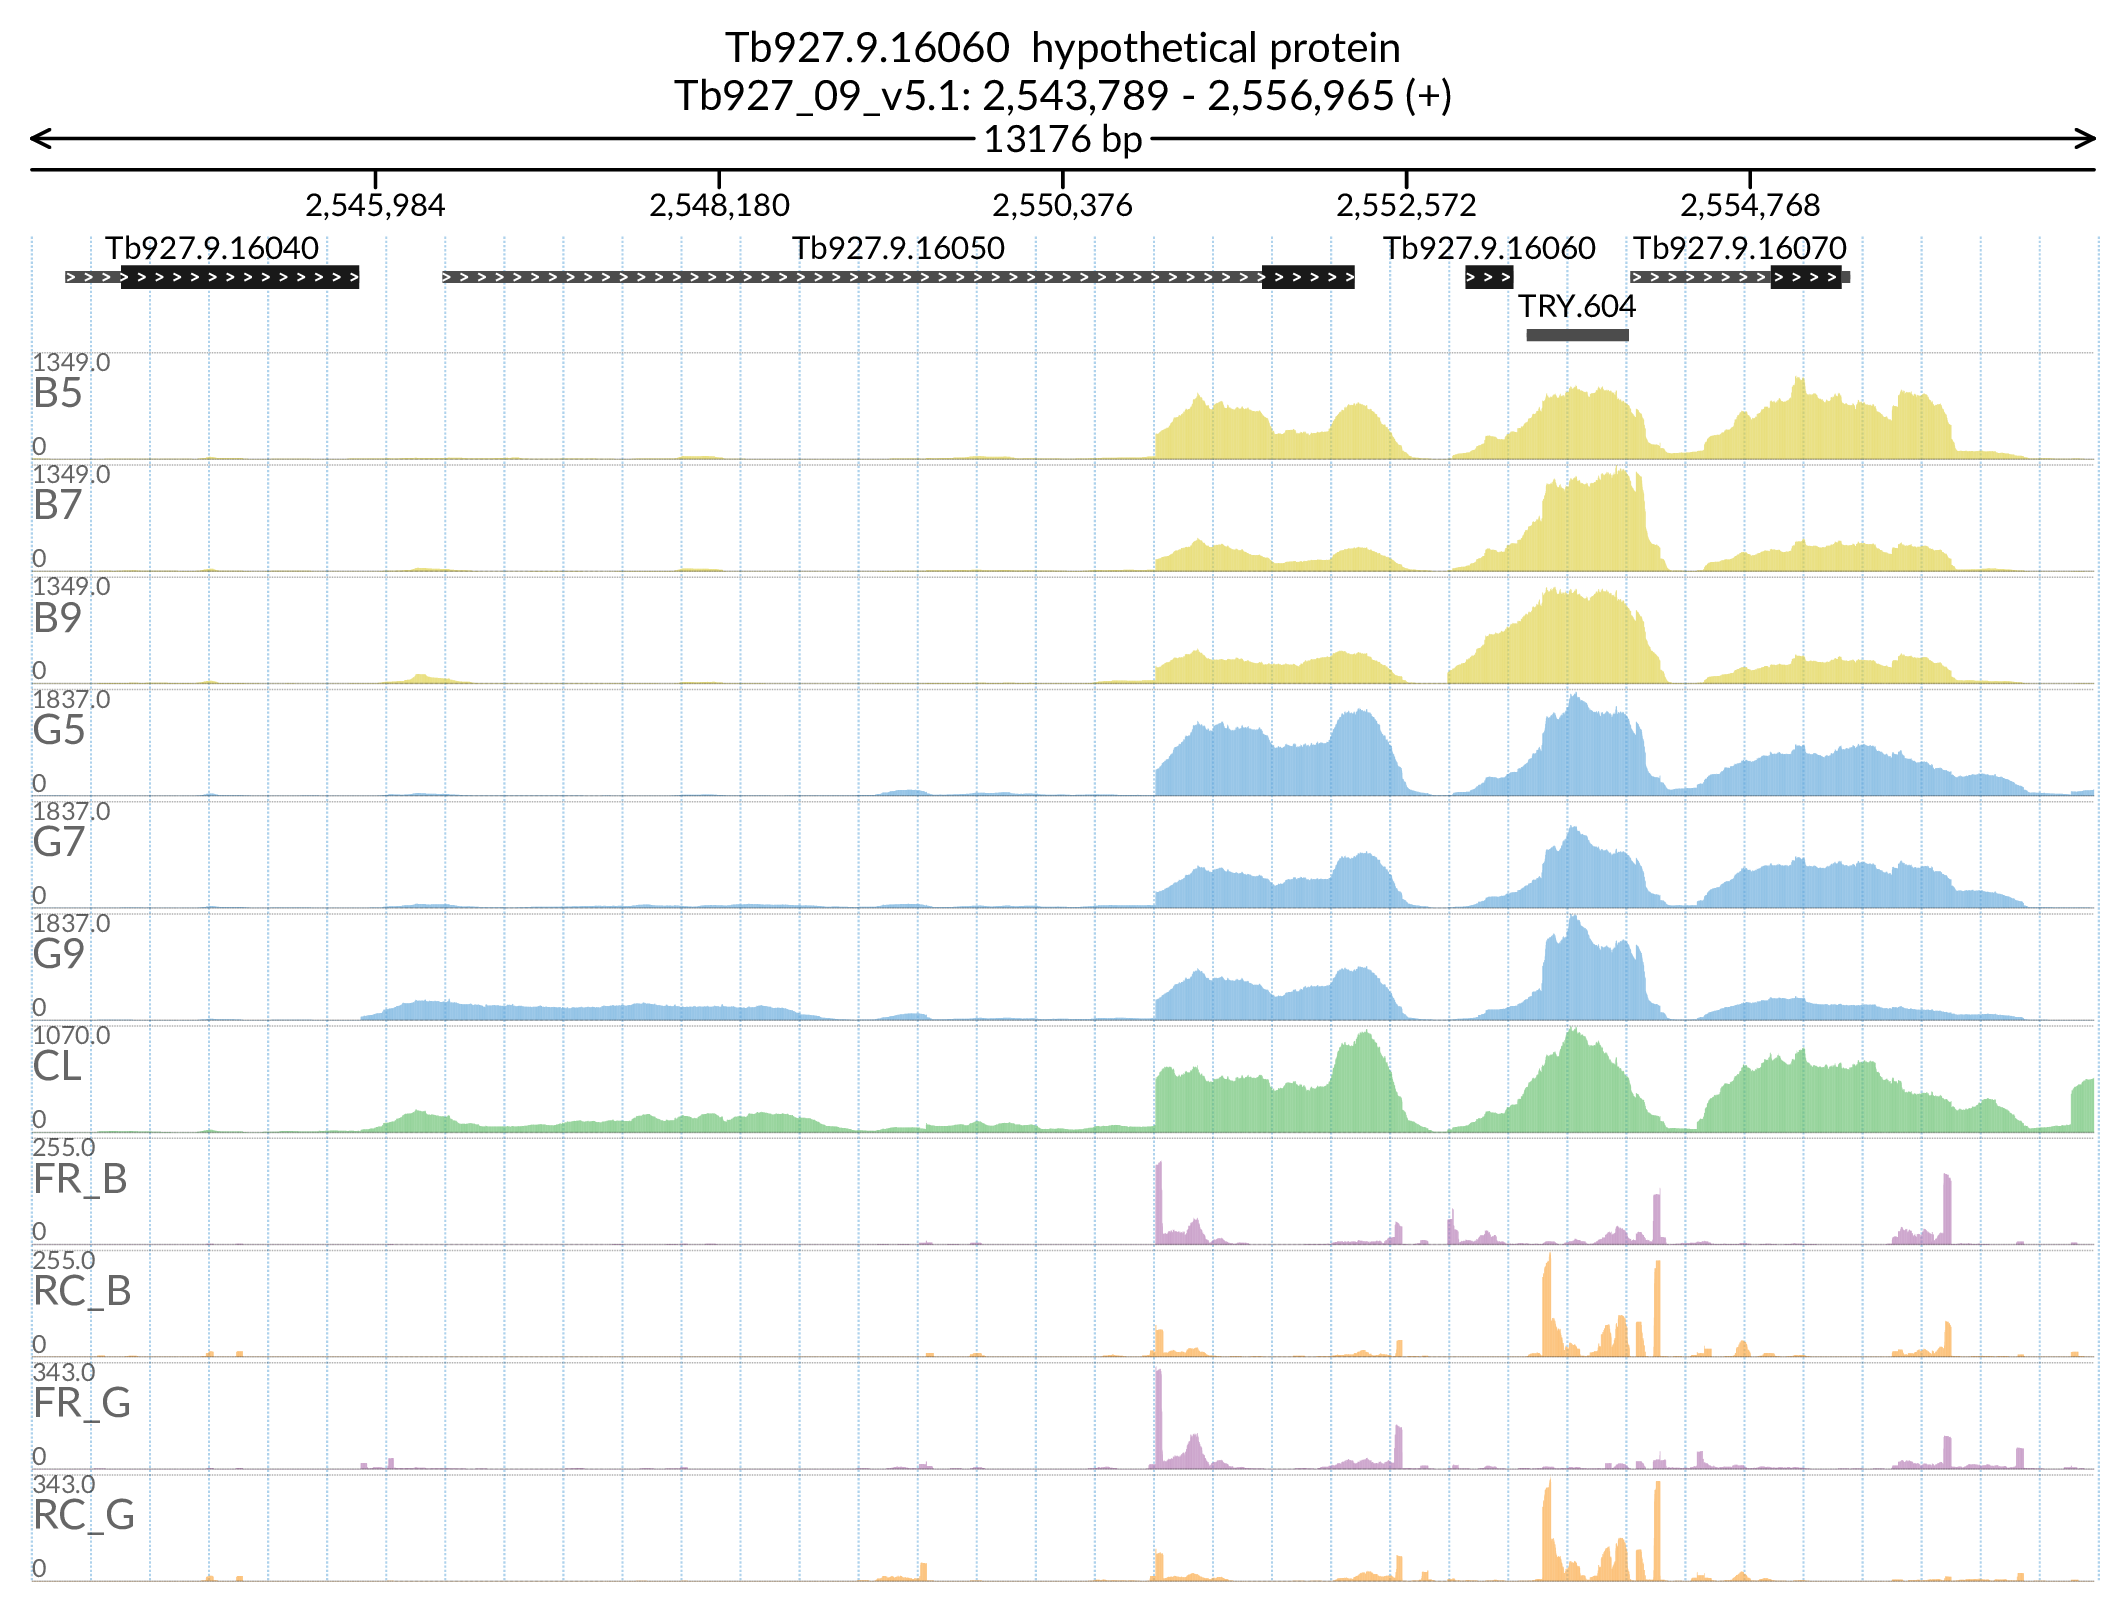 Tb927.9.16060 hypothetical protein
Tb927_09_v5.1: 2,543,789 - 2,556,965 (+)
13176 bp
2,545,984 2,548,180 2,550,376 2,552,572 2,554,768
Tb927.9.16040 Tb927.9.16050 Tb927.9.16060 Tb927.9.16070
TRY.604
1349.0
B5
0
1349.0
B7
0
1349.0
B9
0
1837.0
G5
0
1837.0
G7
0
1837.0
G9
0
1070.0
CL
0
255.0
FR_B
0
255.0
RC_B
0
343.0
FR_G
0
343.0
RC_G
0